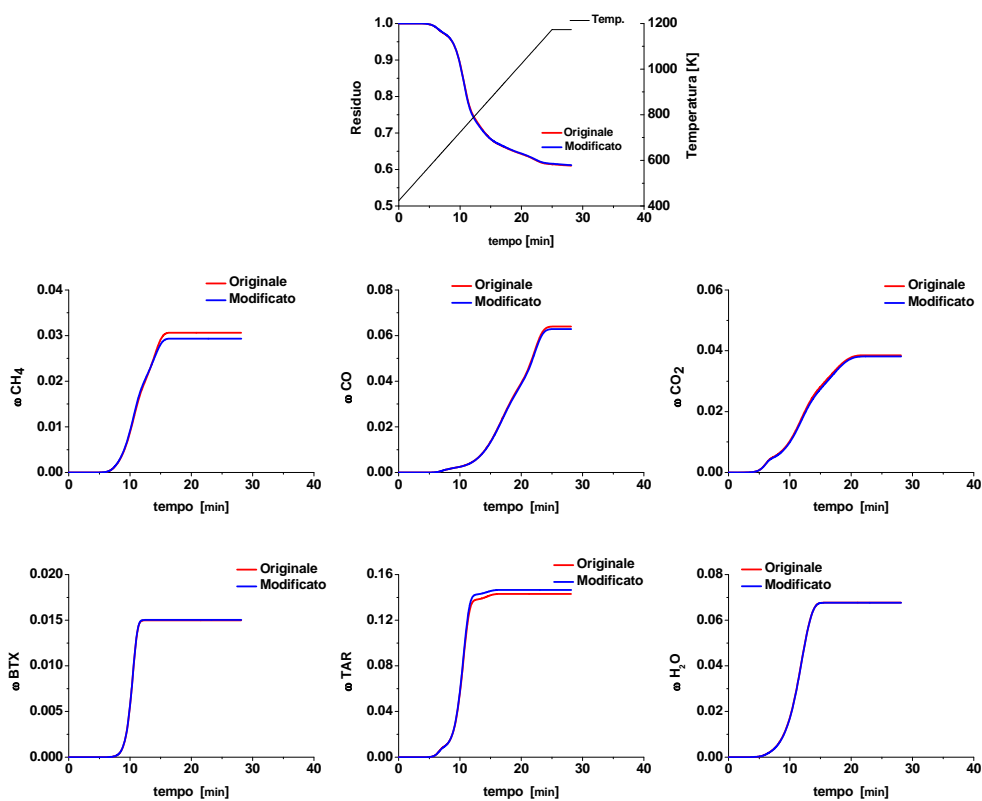 Temp.
1.0
0.9
0.8
0.7
0.6
0.5
Residuo
1200
1000
800
600
400
Temperatura [K]
Originale
Modificato
0 10 20 30 40
tempo [min]
Originale
Modificato
0.04
0.03
0.02
0.01
0.00
ω CH4
0 10 20 30 40
tempo [min]
Originale
Modificato
0.08
0.06
0.04
0.02
0.00
ω CO
0 10 20 30 40
tempo [min]
Originale
Modificato
0.06
0.04
0.02
0.00
ω CO2
0 10 20 30 40
tempo [min]
Originale
Modificato
0.020
0.015
0.010
0.005
0.000
ω BTX
0 10 20 30 40
tempo [min]
Originale
Modificato
0.16
0.12
0.08
0.04
0.00
ω TAR
0 10 20 30 40
tempo [min]
Originale
Modificato
0.08
0.06
0.04
0.02
0.00
ω H2O
0 10 20 30 40
tempo [min]